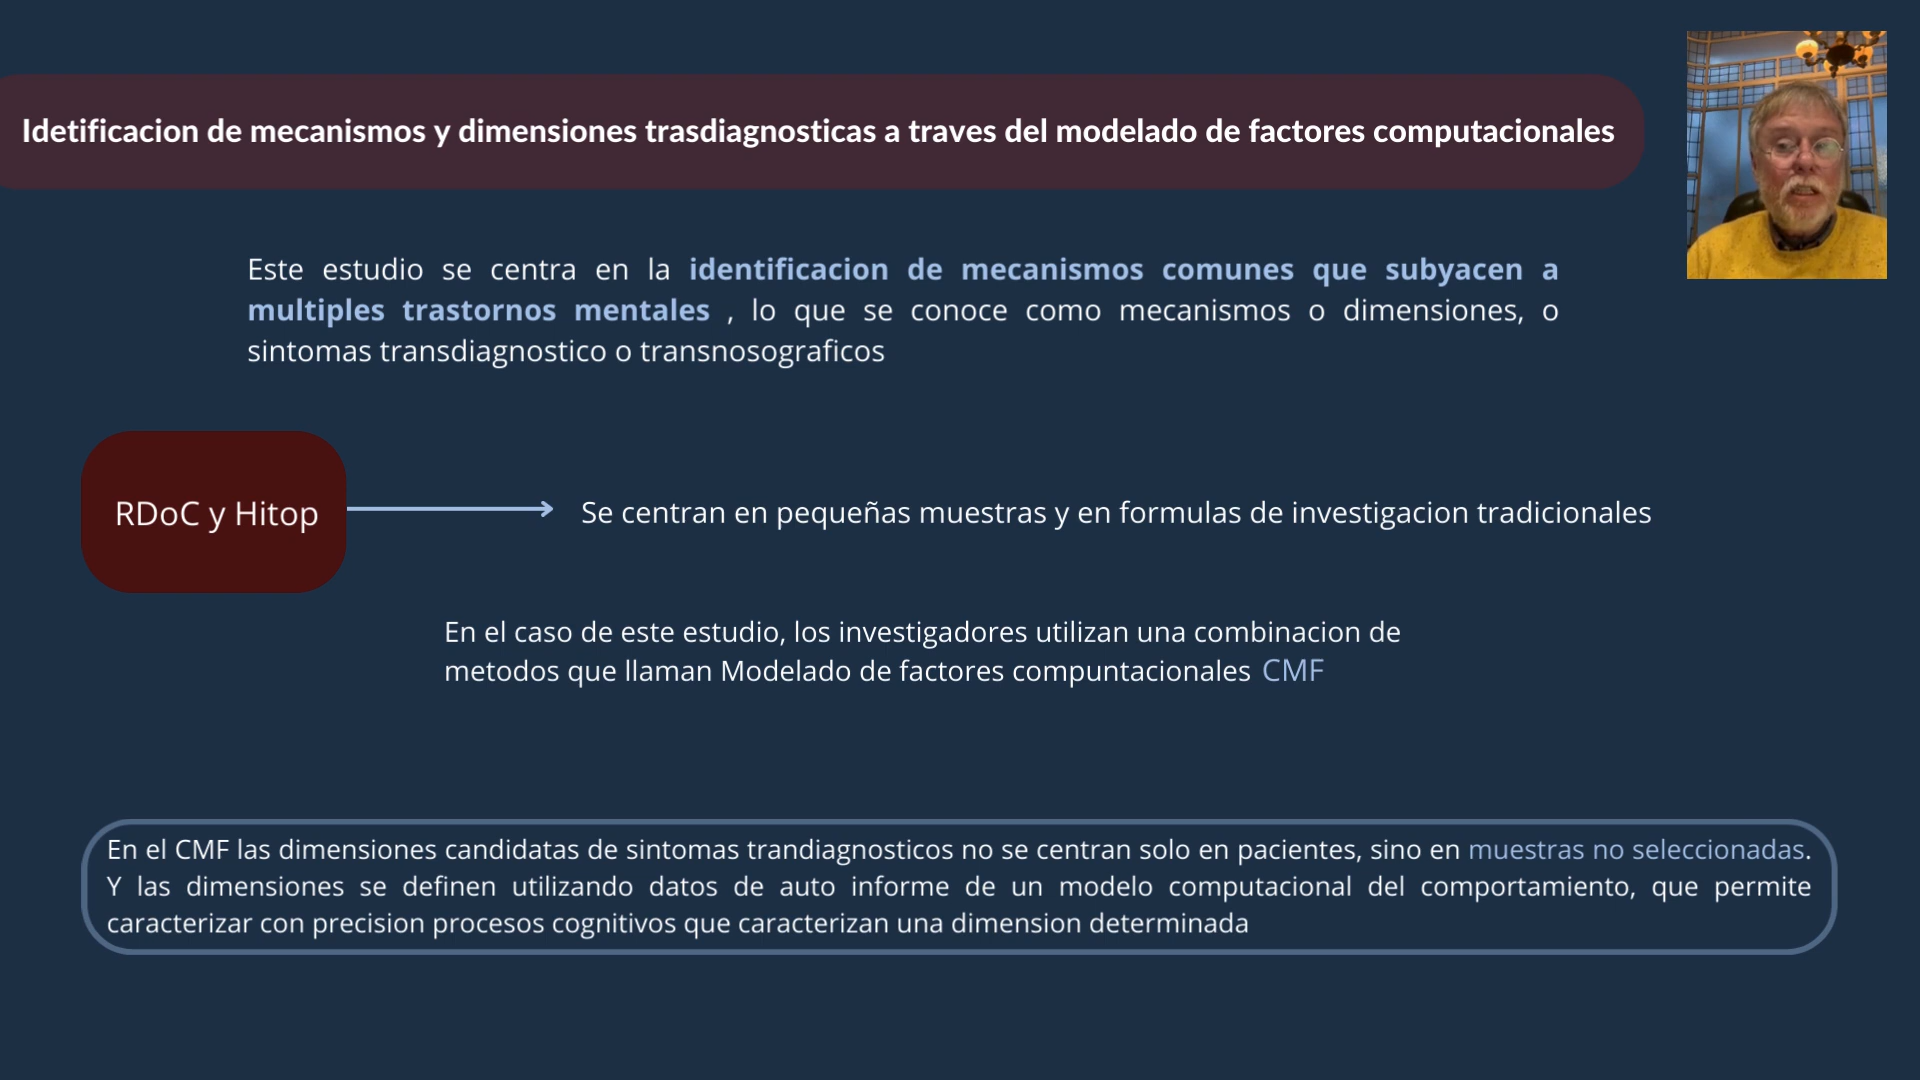 Idetificacion de mecanismos y dimensiones trasdiagnosticas a traves del modelado de factores computacionales
Este estudio se centra en la identificacion de mecanismos comunes que subyacen a
multiples trastornos mentales , lo que se conoce como mecanismos o dimensiones, o
sintomas transdiagnostico o transnosograficos
RDoC y Hitop
Se centran en pequeñas muestras y en formulas de investigacion tradicionales
En el caso de este estudio, los investigadores utilizan una combinacion de
metodos que llaman Modelado de factores compuntacionales CMF
En el CMF las dimensiones candidatas de sintomas trandiagnosticos no se centran solo en pacientes, sino en muestras no seleccionadas.
Y las dimensiones se definen utilizando datos de auto informe de un modelo computacional del comportamiento, que permite
caracterizar con precision procesos cognitivos que caracterizan una dimension determinada